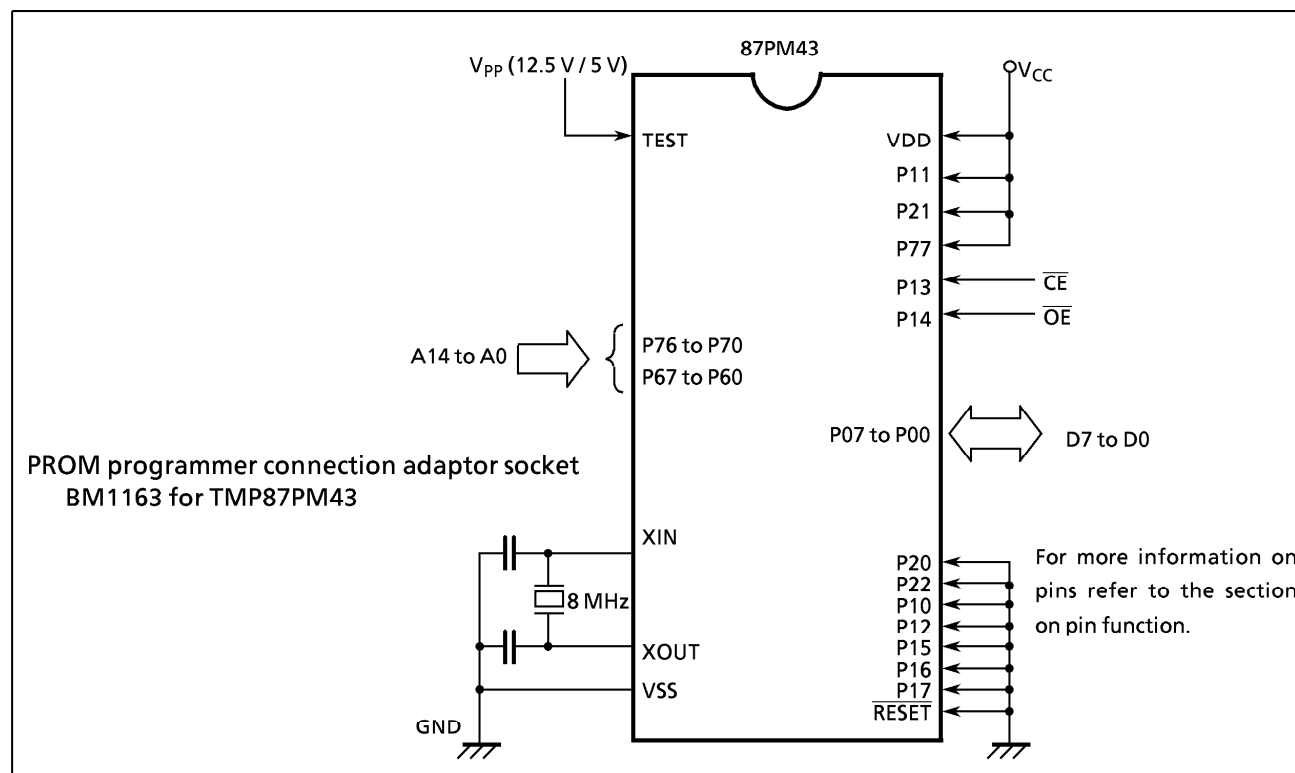 87PM43
VPP (12.5 V / 5 V)
VCC
TEST
VDD
P11
P21
P77
P13
CE
P14
OE
A14 to A0
P76 to P70
P67 to P60
P07 to P00
D7 to D0
PROM programmer connection adaptor socket
BM1163 for TMP87PM43
XIN
8 MHz
XOUT
VSS
GND
P20
P22
P10
P12
P15
P16
P17
RESET
For more information on
pins refer to the section
on pin function.